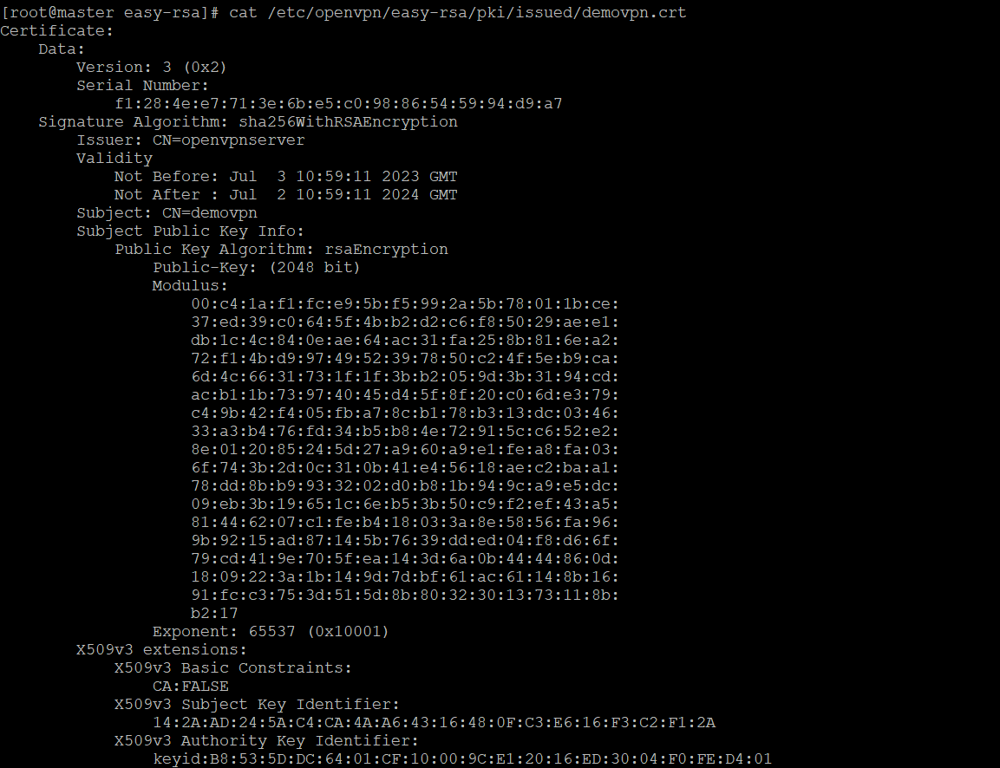 [root@master easy-rsa]# cat /etc/openvpn/easy-rsa/pki/issued/demovpn.crt
Certificate:
    Data:
        Version: 3 (0x2)
        Serial Number:
            f1:28:4e:e7:71:3e:6b:e5:c0:98:86:54:59:94:d9:a7
    Signature Algorithm: sha256WithRSAEncryption
        Issuer: CN=openvpnserver
        Validity
            Not Before: Jul  3 10:59:11 2023 GMT
            Not After : Jul  2 10:59:11 2024 GMT
        Subject: CN=demovpn
        Subject Public Key Info:
            Public Key Algorithm: rsaEncryption
                Public-Key: (2048 bit)
                Modulus:
                    00:c4:1a:f1:fc:e9:5b:f5:99:2a:5b:78:01:1b:ce:
                    37:ed:39:c0:64:5f:4b:b2:d2:c6:f8:50:29:ae:e1:
                    db:1c:4c:84:0e:ae:64:ac:31:fa:25:8b:81:6e:a2:
                    72:f1:4b:d9:97:49:52:39:78:50:c2:4f:5e:b9:ca:
                    6d:4c:66:31:73:1f:1f:3b:b2:05:9d:3b:31:94:cd:
                    ac:b1:1b:73:97:40:45:d4:5f:8f:20:c0:6d:e3:79:
                    c4:9b:42:f4:05:fb:a7:8c:b1:78:b3:13:dc:03:46:
                    33:a3:b4:76:fd:34:b5:b8:4e:72:91:5c:c6:52:e2:
                    8e:01:20:85:24:5d:27:a9:60:a9:e1:fe:a8:fa:03:
                    6f:74:3b:2d:0c:31:0b:41:e4:56:18:ae:c2:ba:a1:
                    78:dd:8b:b9:93:32:02:d0:b8:1b:94:9c:a9:e5:dc:
                    09:eb:3b:19:65:1c:6e:b5:3b:50:c9:f2:ef:43:a5:
                    81:44:62:07:c1:fe:b4:18:03:3a:8e:58:56:fa:96:
                    9b:92:15:ad:87:14:5b:76:39:dd:ed:04:f8:d6:6f:
                    79:cd:41:9e:70:5f:ea:14:3d:6a:0b:44:44:86:0d:
                    18:09:22:3a:1b:14:9d:7d:bf:61:ac:61:14:8b:16:
                    91:fc:c3:75:3d:51:5d:8b:80:32:30:13:73:11:8b:
                    b2:17
                Exponent: 65537 (0x10001)
        X509v3 extensions:
            X509v3 Basic Constraints:
                CA:FALSE
            X509v3 Subject Key Identifier:
                14:2A:AD:24:5A:C4:CA:4A:A6:43:16:48:0F:C3:E6:16:F3:C2:F1:2A
            X509v3 Authority Key Identifier:
                keyid:B8:53:5D:DC:64:01:CF:10:00:9C:E1:20:16:ED:30:04:F0:FE:D4:01